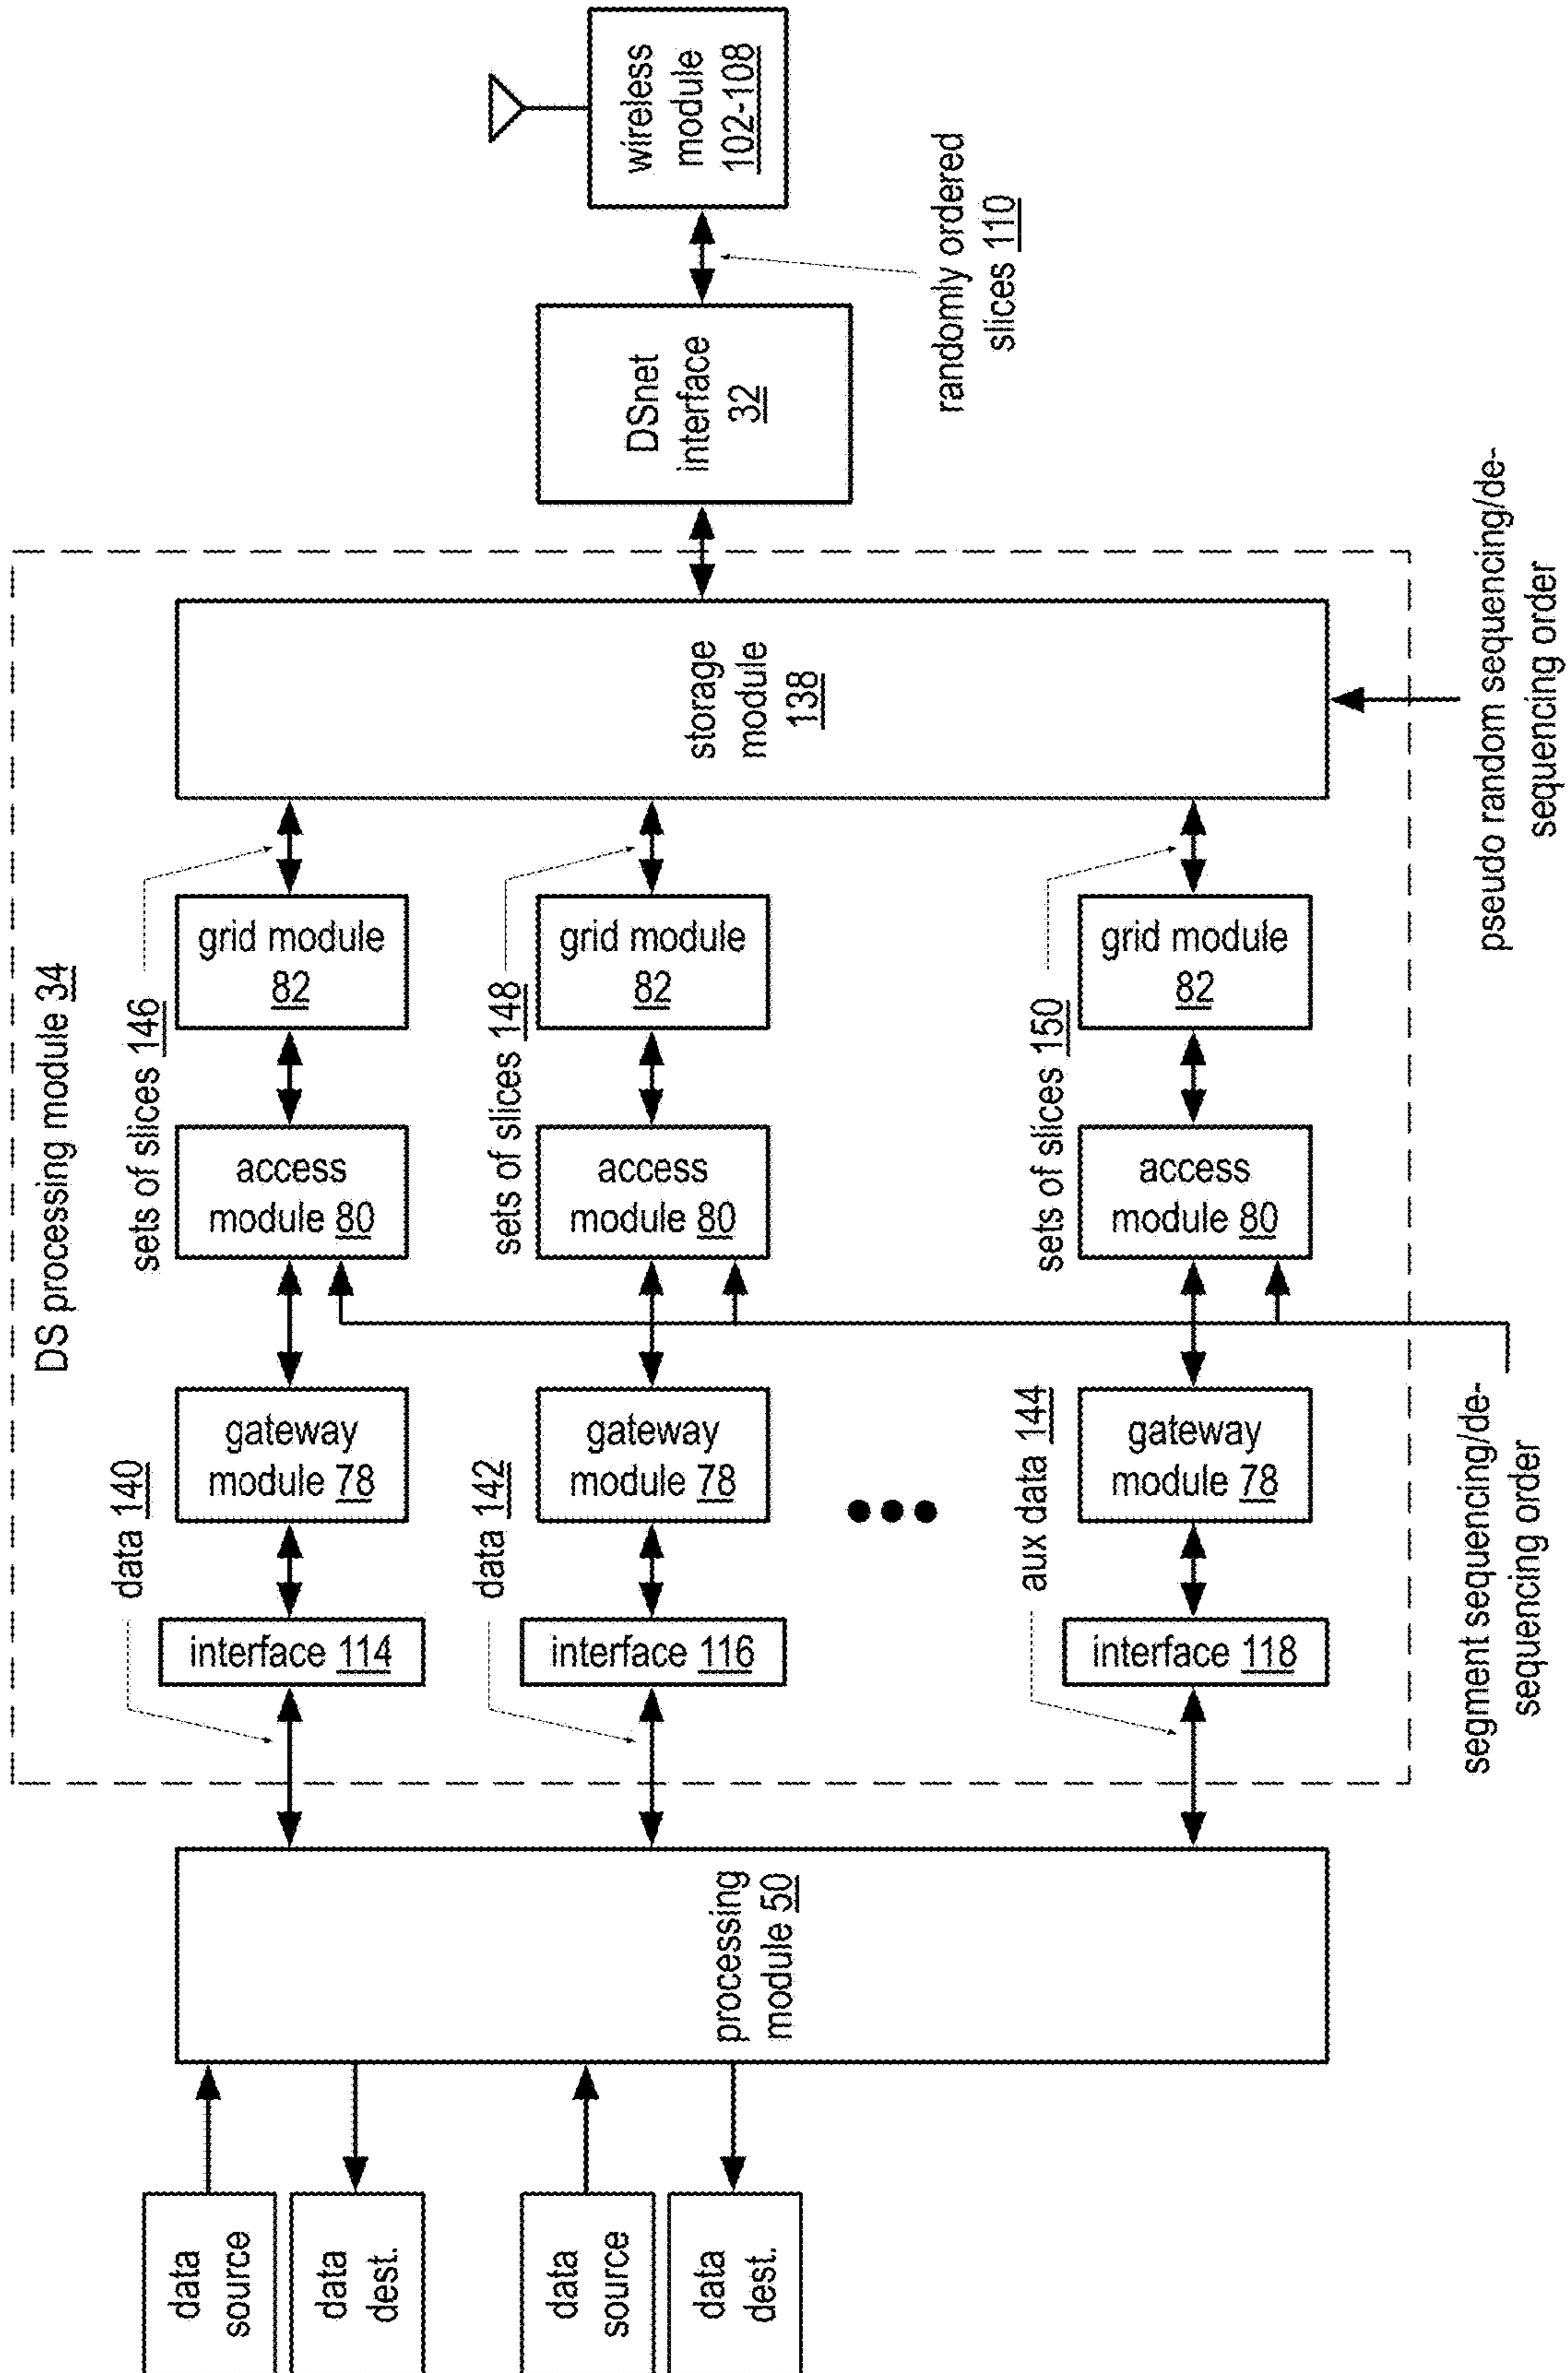 DS processing module 34
data
source
data
dest.
data
source
data
dest.
processing
module 50
data 140
interface 114
gateway
module 78
access
module 80
sets of slices 146
grid module
82
data 142
interface 116
gateway
module 78
access
module 80
sets of slices 148
grid module
82
aux data 144
interface 118
gateway
module 78
access
module 80
sets of slices 150
grid module
82
storage
module
138
DSnet
interface
32
wireless
module
102-108
randomly ordered
slices 110
segment sequencing/de-
sequencing order
pseudo random sequencing/de-
sequencing order